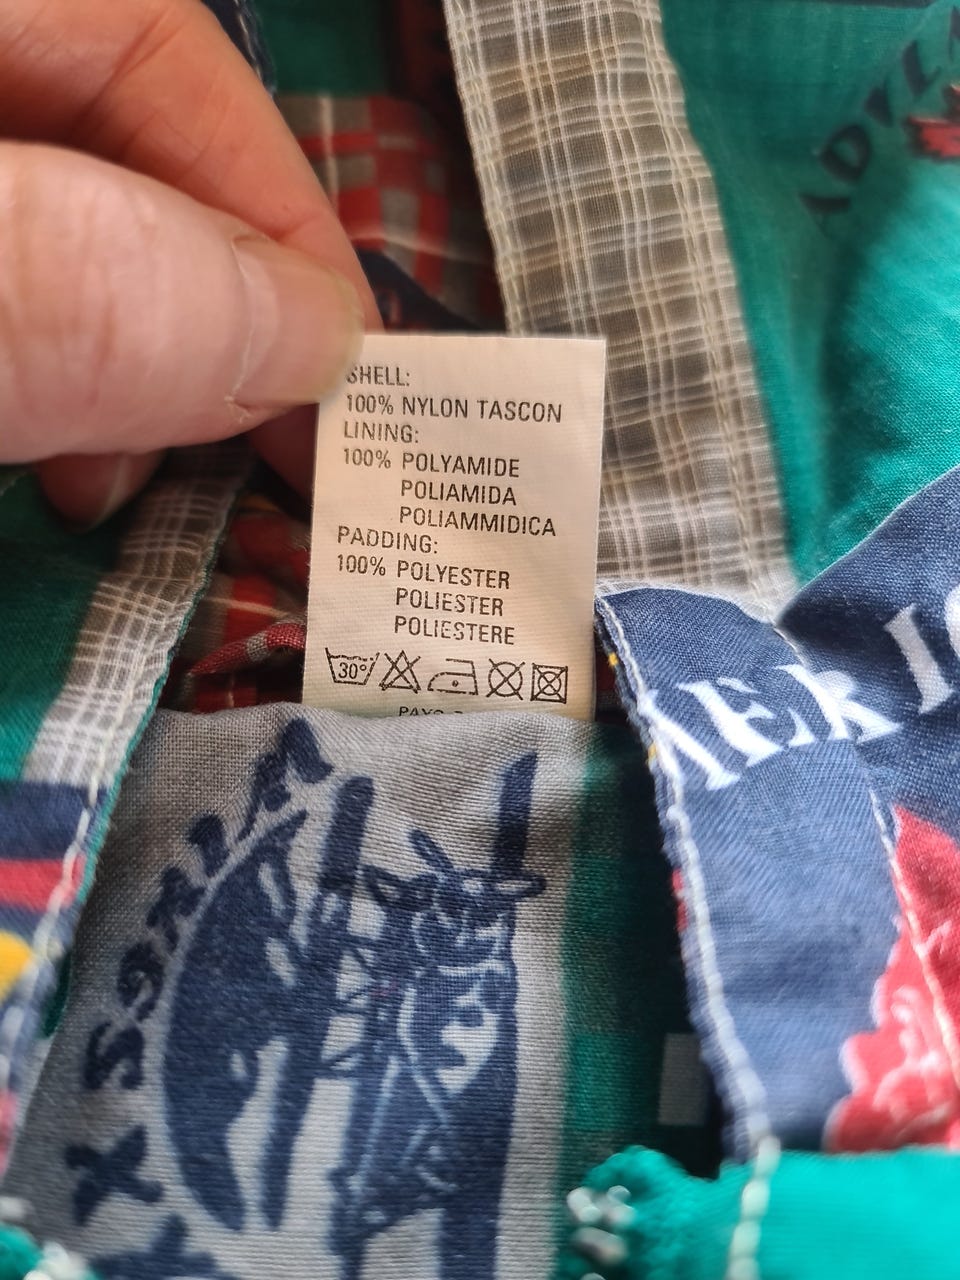 SHELL:
100% NYLON TASCON
LINING:
100% POLYAMIDE
POLIAMIDA
POLIAMMIDICA
PADDING:
100% POLYESTER
POLIESTER
POLIESTERE
30°